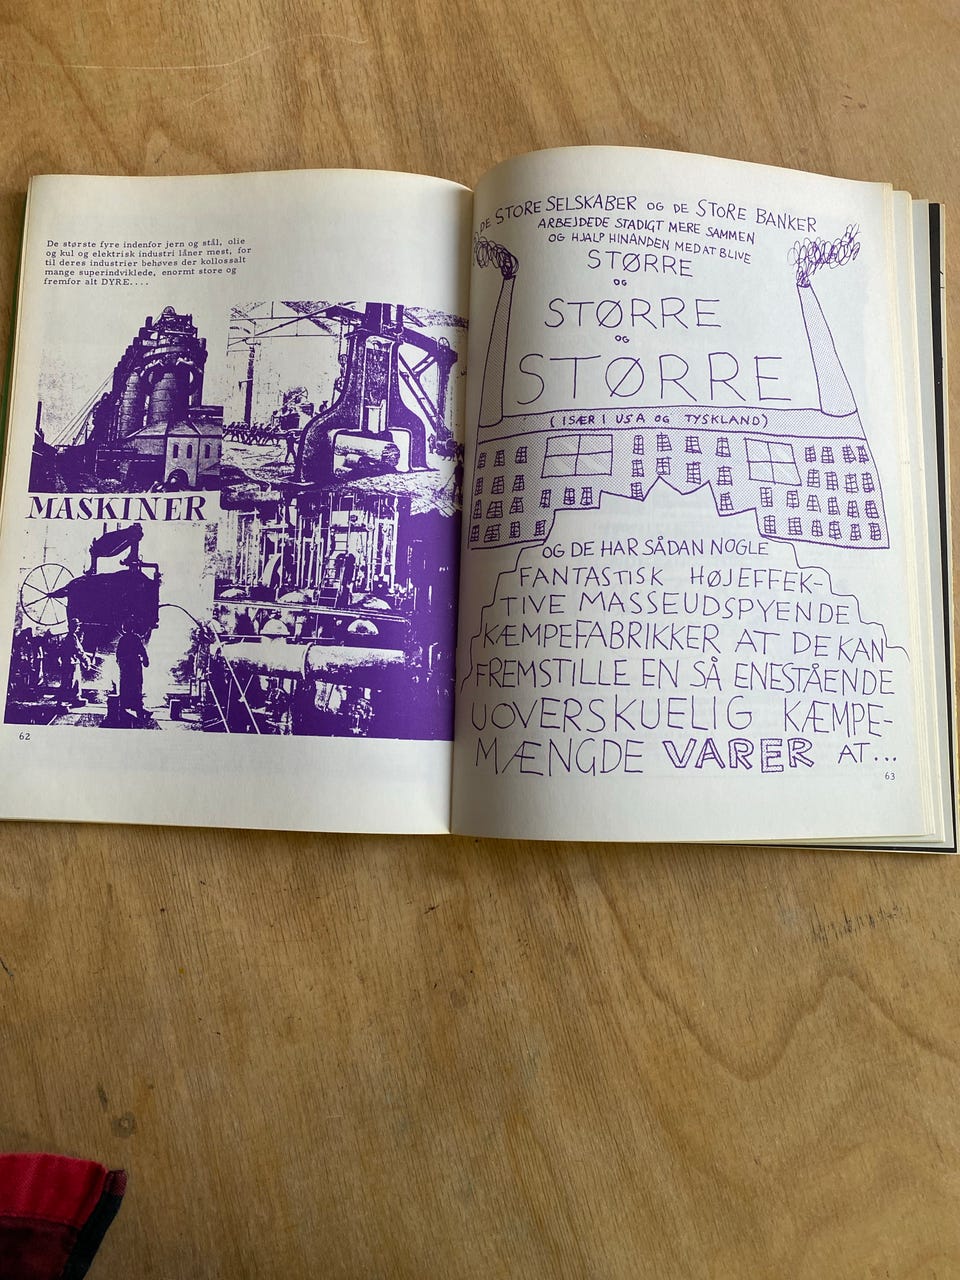 De største fyre indenfor jern og stål, olie
og kul og elektrisk industri låner mest, for
til deres industrier behøves der kollossalt
mange superindviklede, enormt store og
fremfor alt DYRE....
MASKINER
62
DE STORE SELSKABER OG DE STORE BANKER
ARBEJDEDE STADIGT MERE SAMMEN
OG HJALP HINANDEN MED AT BLIVE
STØRRE
OG
STØRRE
OG
STØRRE
(ISÆR I USA OG TYSKLAND)
OG DE HAR SÅDAN NOGLE
FANTASTISK HØJEFFEK-
TIVE MASSEUDSPYENDE
KÆMPEFABRIKKER AT DE KAN
FREMSTILLE EN SÅ ENESTÅENDE
UOVERSKUELIG KÆMPE-
MÆNGDE VARER AT...
63